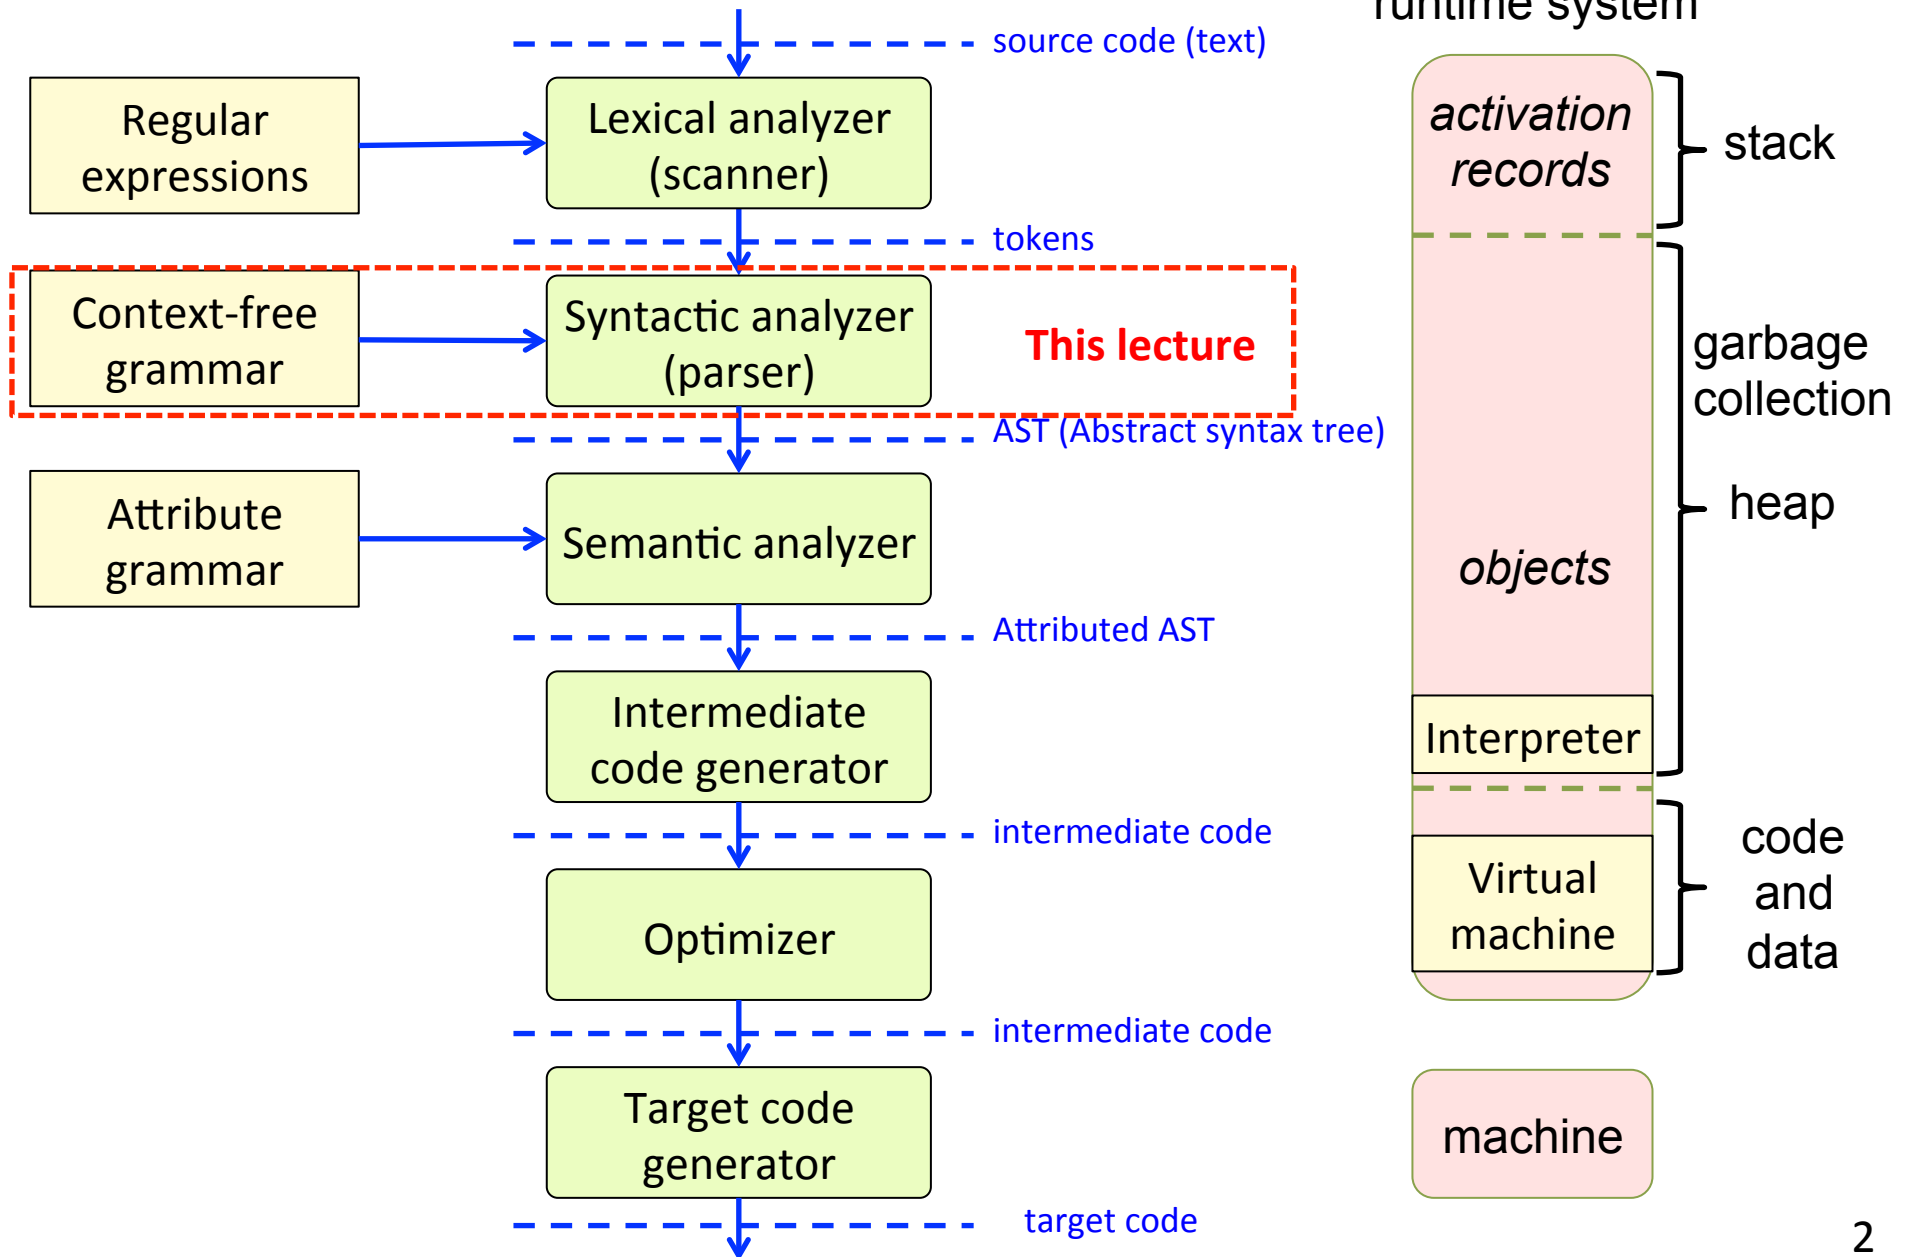 runtime system
source code (text)
Regular
expressions
Lexical analyzer
(scanner)
tokens
Context-free
grammar
Syntactic analyzer
(parser)
This lecture
AST (Abstract syntax tree)
Attribute
grammar
Semantic analyzer
Attributed AST
Intermediate
code generator
intermediate code
Optimizer
intermediate code
Target code
generator
target code
activation
records
stack
garbage
collection
heap
objects
Interpreter
Virtual
machine
code
and
data
machine
2